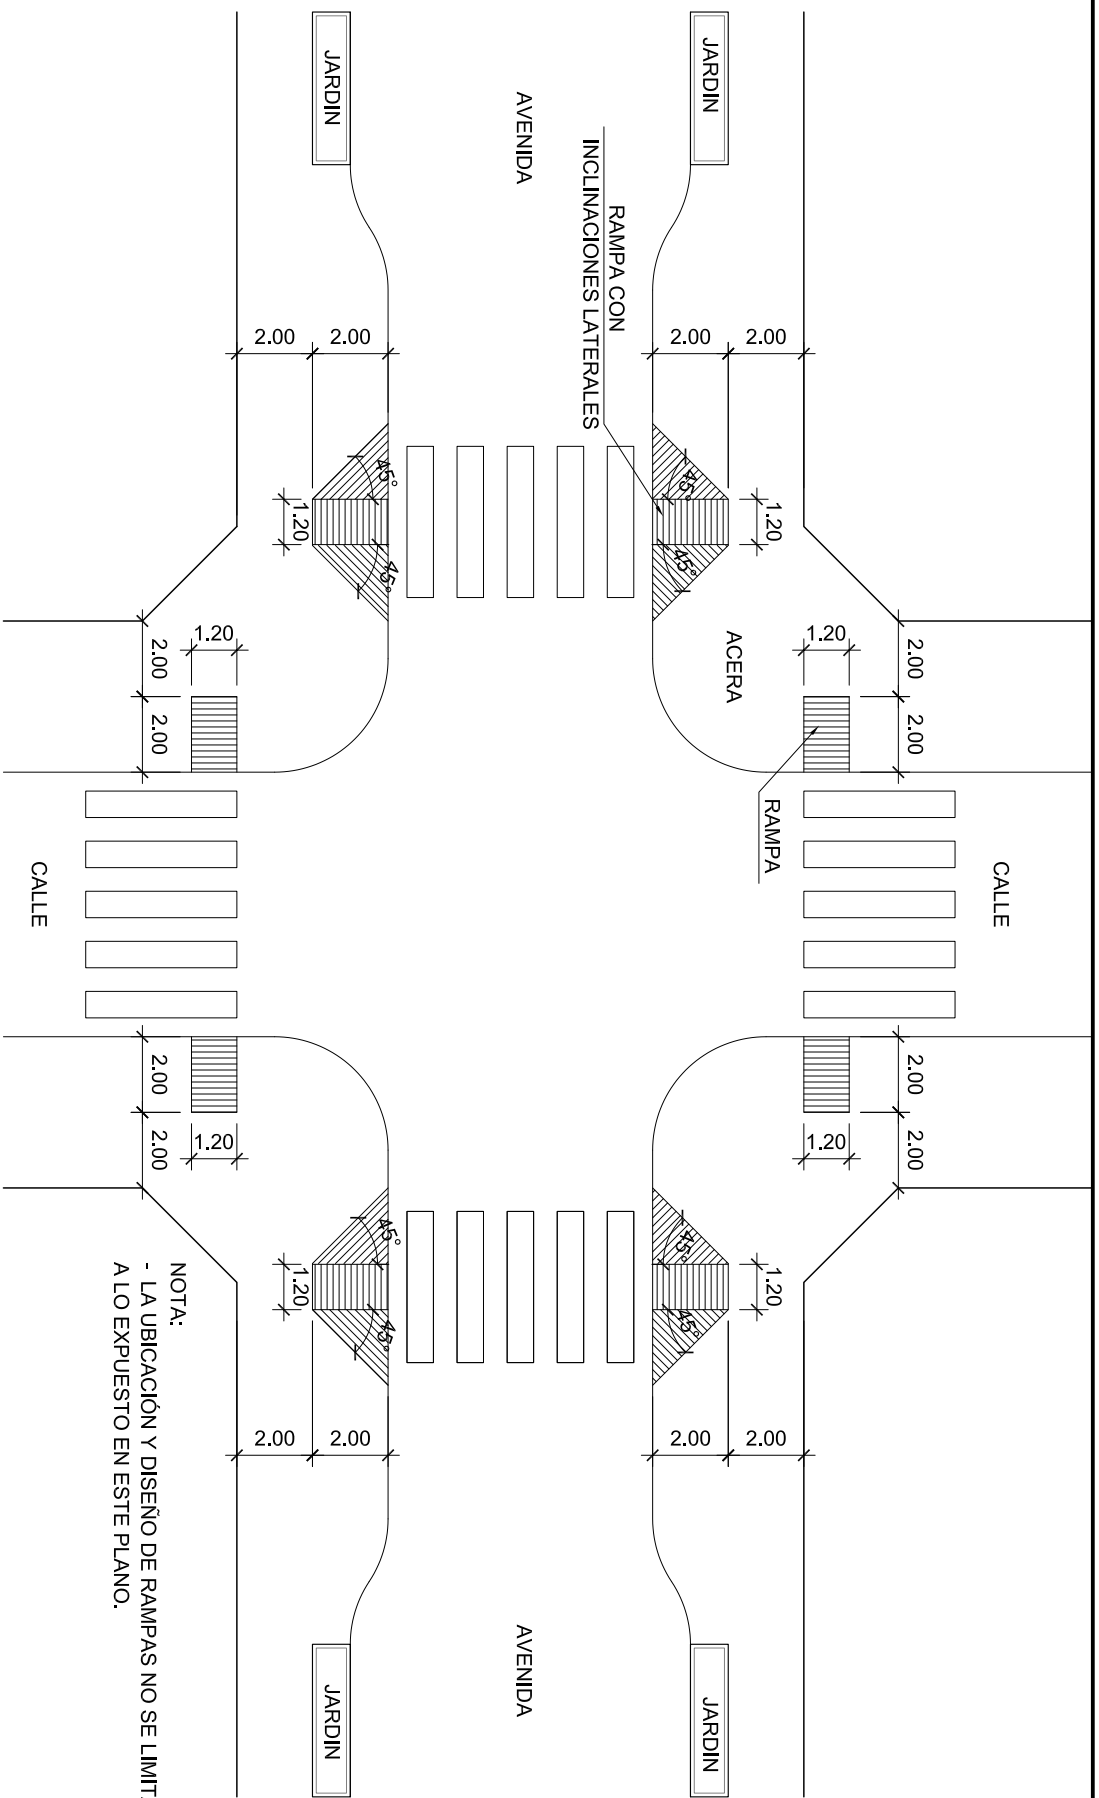 CALLE
2.00 2.00 2.00 2.00
1.20 1.20
1.20 RAMPA 1.20
2.00 2.00
JARDIN ACERA JARDIN
2.00 2.00
45° 45° 45° 45°
RAMPA CON
INCLINACIONES LATERALES
AVENIDA AVENIDA
45° 45° 45° 45°
2.00 2.00
JARDIN JARDIN
1.20 1.20
2.00 2.00
1.20 1.20
2.00 2.00 2.00 2.00
CALLE
NOTA:
- LA UBICACIÓN Y DISEÑO DE RAMPAS NO SE LIMIT
A LO EXPUESTO EN ESTE PLANO.